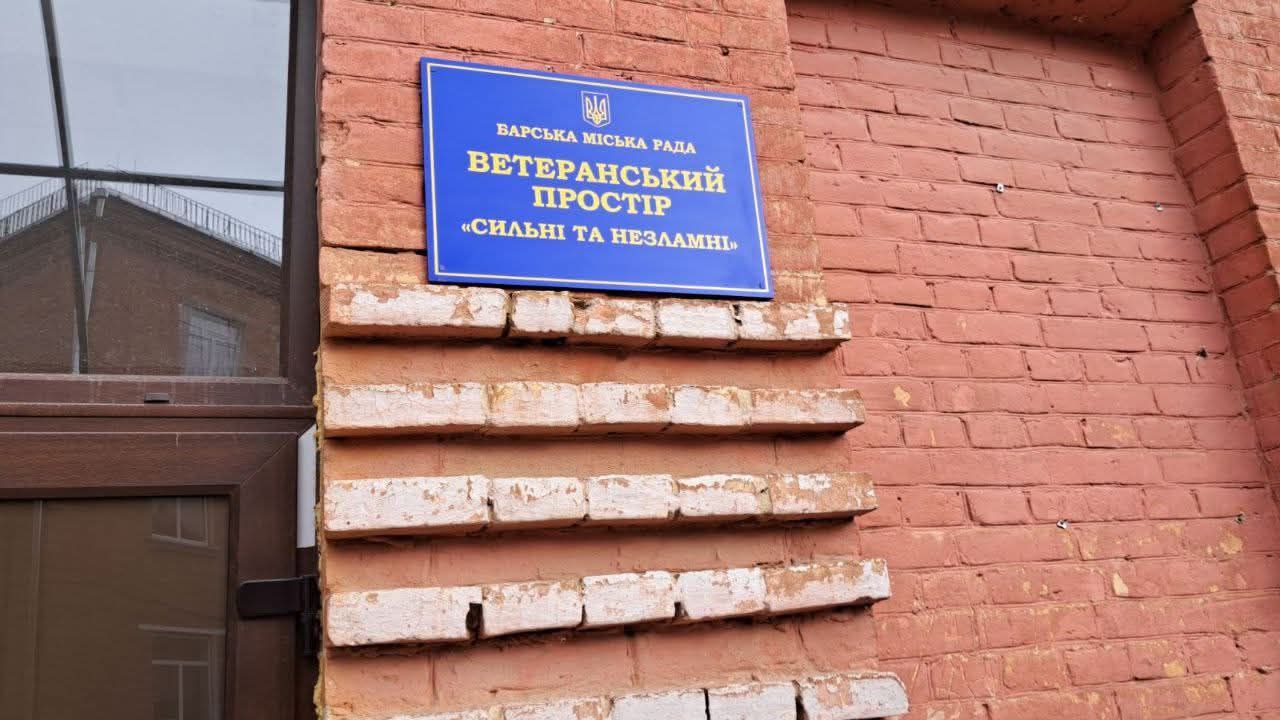 БАРСЬКА МІСЬКА РАДА
ВЕТЕРАНСЬКИЙ
ПРОСТІР
«СИЛЬНІ ТА НЕЗЛАМНІ»